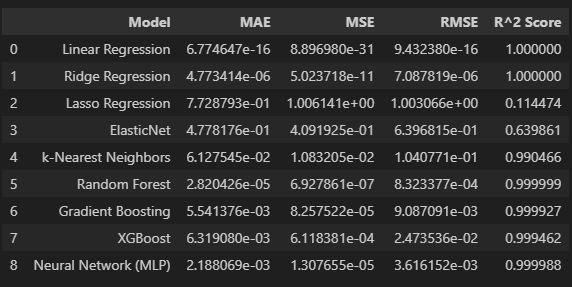 Model MAE MSE RMSE R^2 Score
0 Linear Regression 6.774647e-16 8.896980e-31 9.432380e-16 1.000000
1 Ridge Regression 4.773414e-06 5.023718e-11 7.087819e-06 1.000000
2 Lasso Regression 7.728793e-01 1.006141e+00 1.003066e+00 0.114474
3 ElasticNet 4.778176e-01 4.091925e-01 6.396815e-01 0.639861
4 k-Nearest Neighbors 6.127545e-02 1.083205e-02 1.040771e-01 0.990466
5 Random Forest 2.820426e-05 6.927861e-07 8.323377e-04 0.999999
6 Gradient Boosting 5.541376e-03 8.257522e-05 9.087091e-03 0.999927
7 XGBoost 6.319080e-03 6.118381e-04 2.473536e-02 0.999462
8 Neural Network (MLP) 2.188069e-03 1.307655e-05 3.616152e-03 0.999988